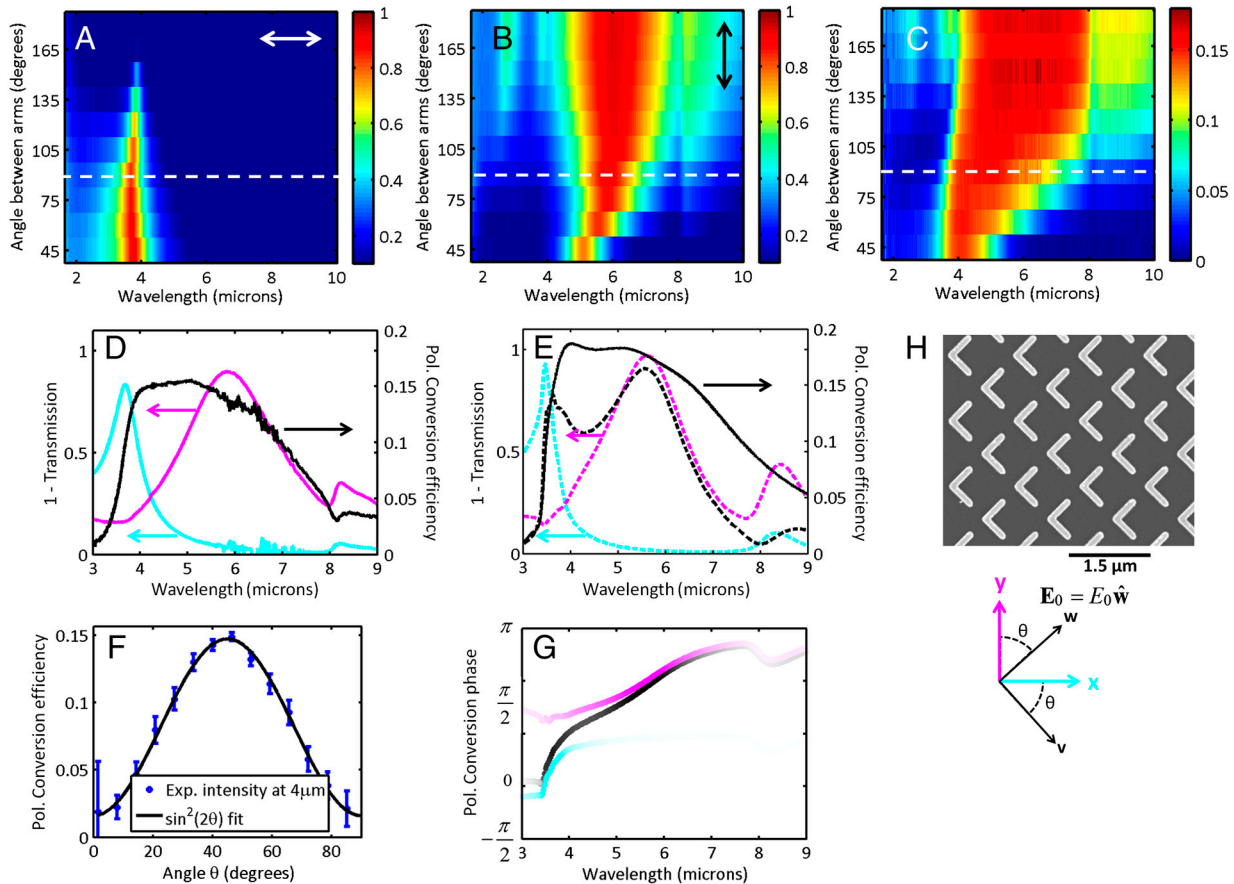 A
Angle between arms (degrees)
165
135
105
75
45
2 4 6 8 10
Wavelength (microns)
1
0.8
0.6
0.4
0.2
B
Angle between arms (degrees)
165
135
105
75
45
2 4 6 8 10
Wavelength (microns)
1
0.8
0.6
0.4
0.2
C
Angle between arms (degrees)
165
135
105
75
45
2 4 6 8 10
Wavelength (microns)
0.15
0.1
0.05
0
D
1 - Transmission
1
0.5
0
3 4 5 6 7 8 9
Wavelength (microns)
0.2
0.15
0.1
0.05
0
Pol. Conversion efficiency
E
1 - Transmission
1
0.5
0
3 4 5 6 7 8 9
Wavelength (microns)
0.2
0.15
0.1
0.05
0
Pol. Conversion efficiency
H
1.5 μm
y
E₀ = E₀ŵ
w
θ
x
θ
v
F
Pol. Conversion efficiency
0.15
0.1
0.05
0
Exp. intensity at 4μm
sin²(2θ) fit
0 20 40 60 80
Angle θ (degrees)
G
Pol. Conversion phase
π
π/2
0
−π/2
3 4 5 6 7 8 9
Wavelength (microns)